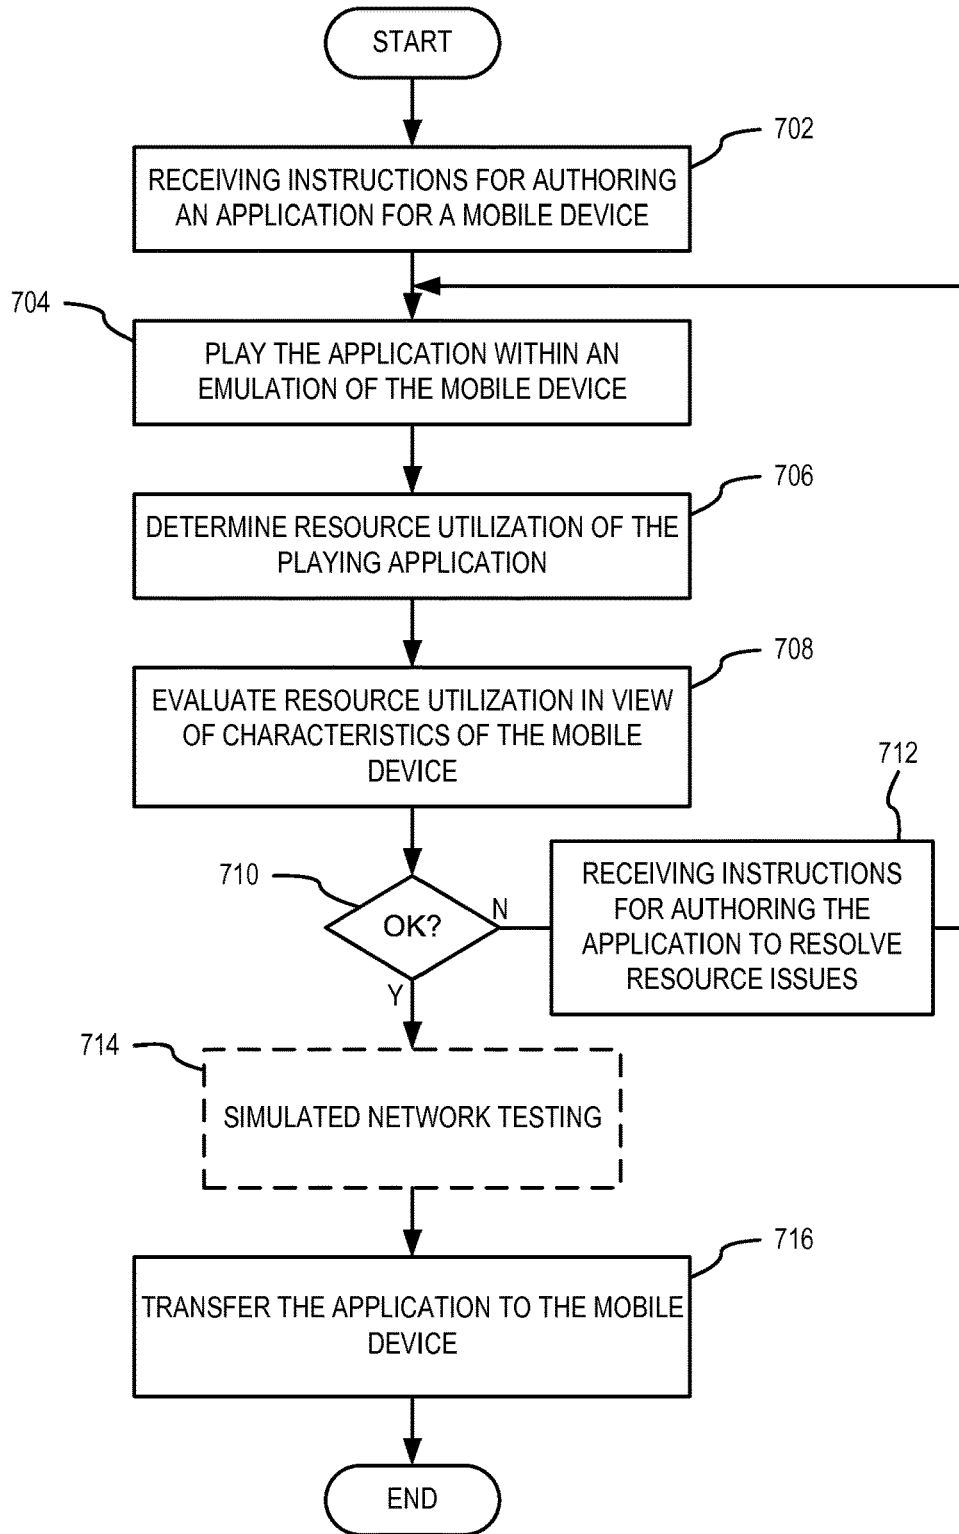 START
702
RECEIVING INSTRUCTIONS FOR AUTHORING
AN APPLICATION FOR A MOBILE DEVICE
704
PLAY THE APPLICATION WITHIN AN
EMULATION OF THE MOBILE DEVICE
706
DETERMINE RESOURCE UTILIZATION OF THE
PLAYING APPLICATION
708
EVALUATE RESOURCE UTILIZATION IN VIEW
OF CHARACTERISTICS OF THE MOBILE
DEVICE
710
OK?
N
Y
712
RECEIVING INSTRUCTIONS
FOR AUTHORING THE
APPLICATION TO RESOLVE
RESOURCE ISSUES
714
SIMULATED NETWORK TESTING
716
TRANSFER THE APPLICATION TO THE MOBILE
DEVICE
END